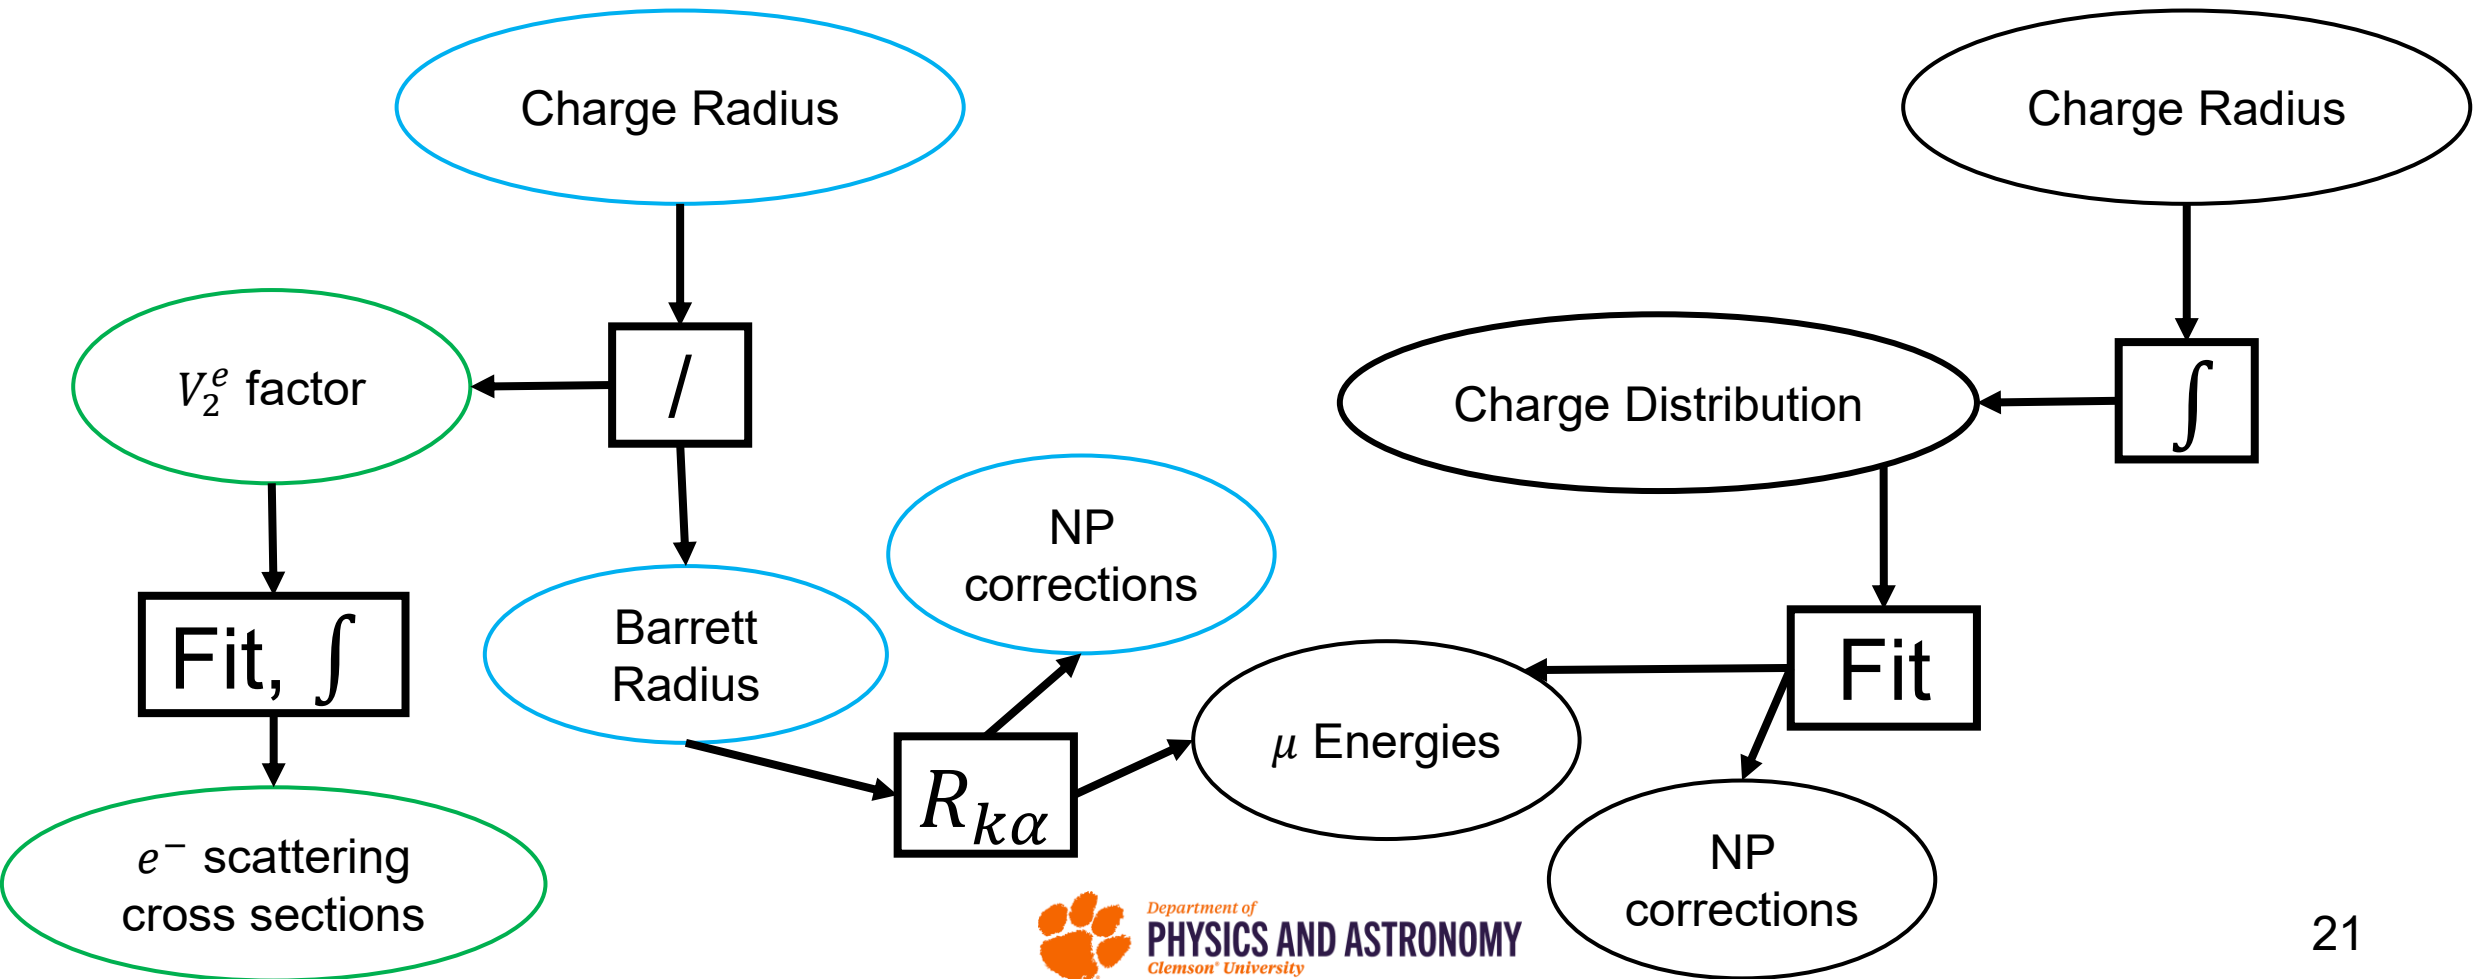 Charge Radius
Charge Radius
/
∫
𝑉₂ᵉ factor
Charge Distribution
NP
corrections
Fit, ∫
Barrett
Radius
Fit
μ Energies
𝑅ₖα
e⁻ scattering
cross sections
NP
corrections
Department of
PHYSICS AND ASTRONOMY
Clemson® University
21